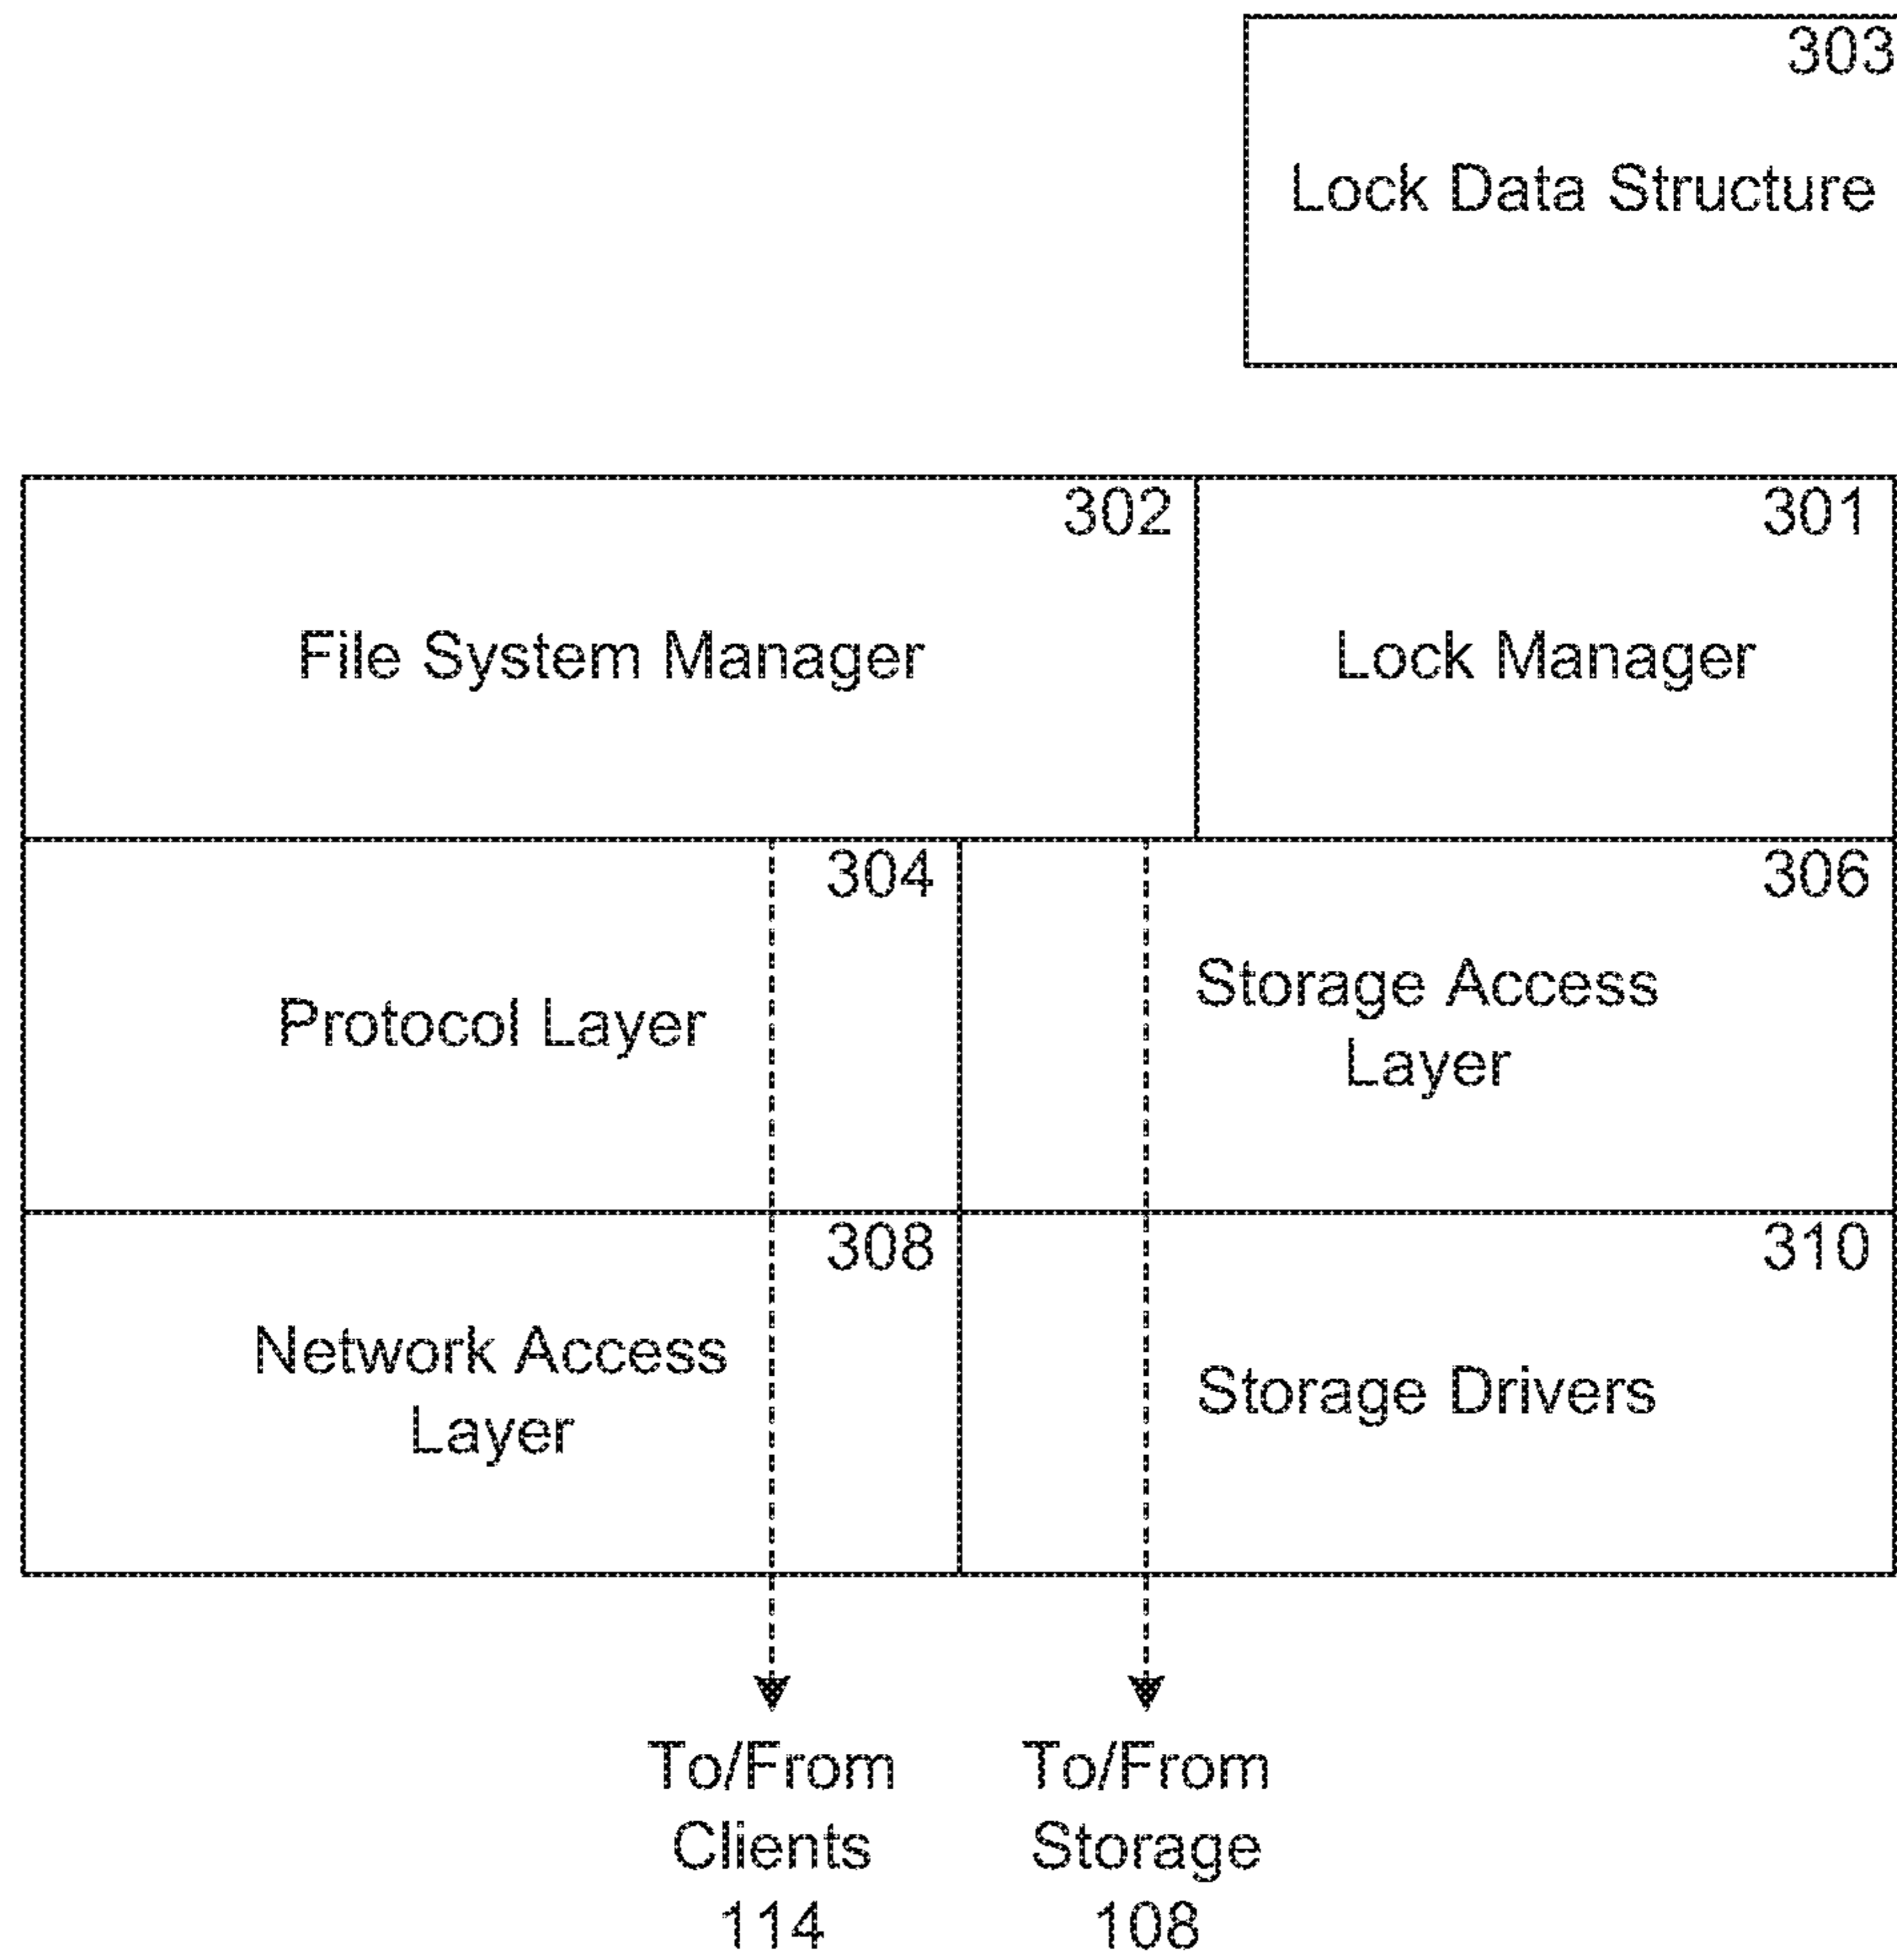 303
Lock Data Structure
302
301
File System Manager
Lock Manager
304
306
Protocol Layer
Storage Access
Layer
308
310
Network Access
Layer
Storage Drivers
To/From
Clients
114
To/From
Storage
108